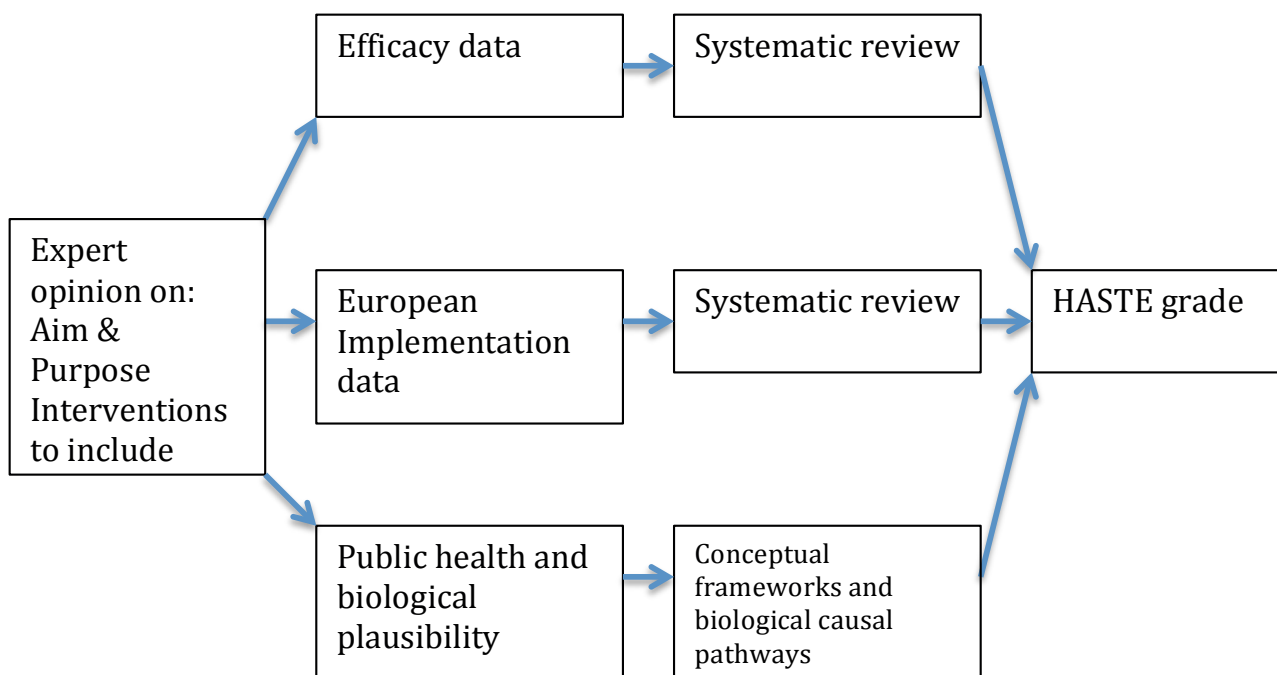 Efficacy data
Systematic review
Expert
opinion on:
Aim &
Purpose
Interventions
to include
European
Implementation
data
Systematic review
HASTE grade
Public health and
biological
plausibility
Conceptual
frameworks and
biological causal
pathways